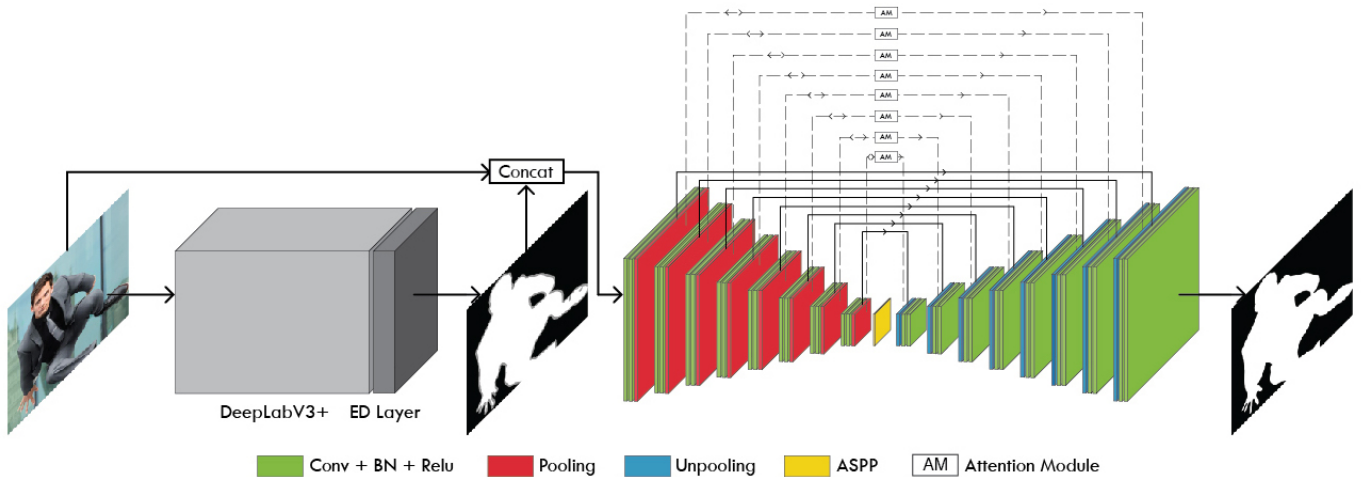 AM
AM
AM
AM
AM
AM
AM
AM
Concat
DeepLabV3+ ED Layer
Conv + BN + Relu Pooling Unpooling ASPP AM Attention Module